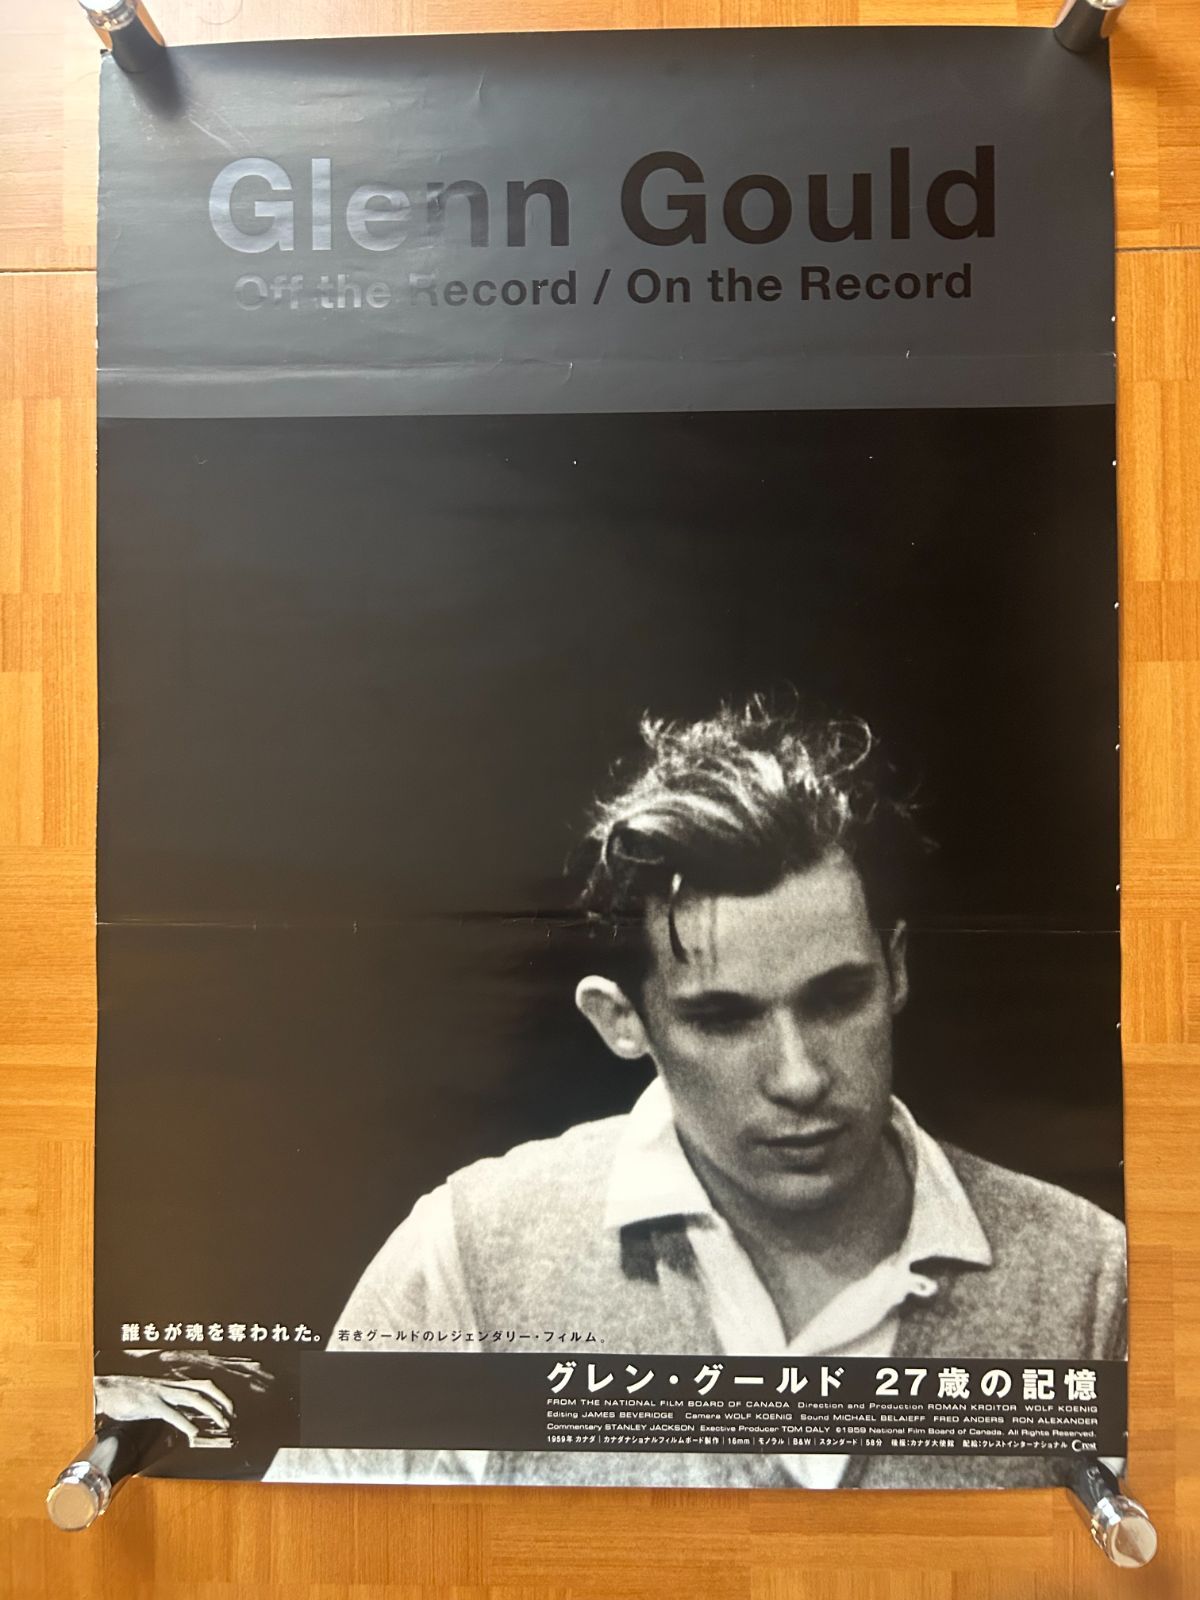 Glenn Gould
Off the Record / On the Record
誰もが魂を奪われた。 若きグールドのレジェンダリー・フィルム。
グレン・グールド 27歳の記憶
FROM THE NATIONAL FILM BOARD OF CANADA Direction and Production ROMAN KROITOR WOLF KOENIG
Editing JAMES BEVERIDGE Camera WOLF KOENIG Sound MICHAEL BELAIEFF FRED ANDERS RON ALEXANDER
Commentary STANLEY JACKSON Exective Producer TOM DALY ©1959 National Film Board of Canada. All Rights Reserved.
1959年 カナダ | カナダナショナルフィルムボード製作 | 16mm | モノラル | B&W | スタンダード | 58分 後援:カナダ大使館 配給:クレストインターナショナル Crest